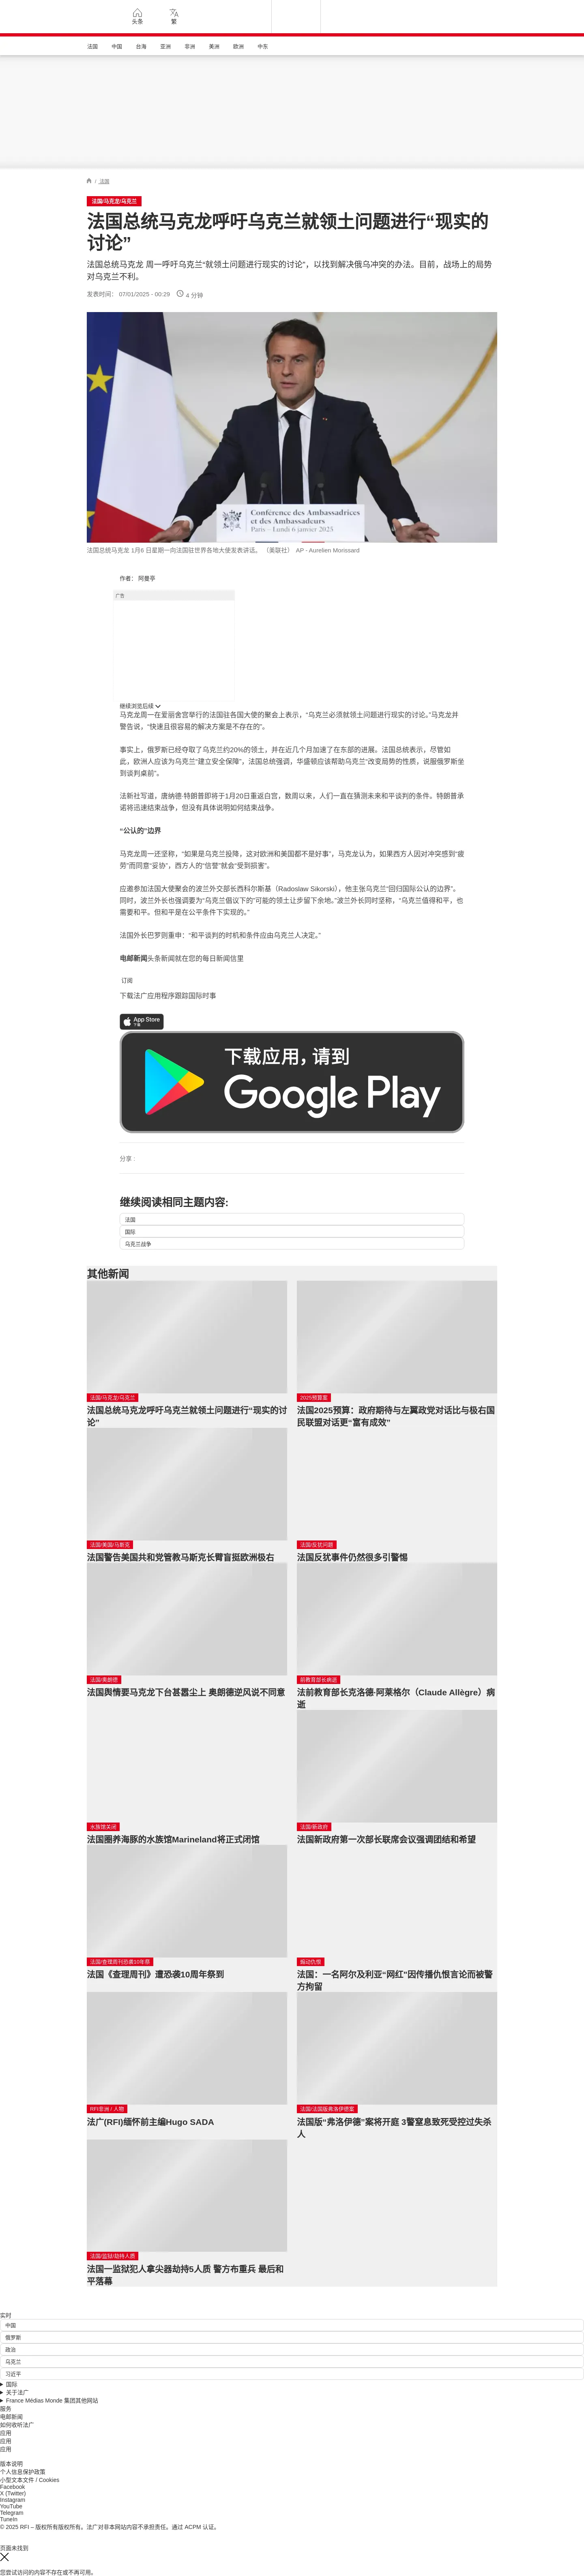 头条
繁
法国 中国 台海 亚洲 非洲 美洲 欧洲 中东
/ 法国
法国/马克龙/乌克兰
法国总统马克龙呼吁乌克兰就领土问题进行“现实的
讨论”
法国总统马克龙 周一呼吁乌克兰“就领土问题进行现实的讨论”，以找到解决俄乌冲突的办法。目前，战场上的局势
对乌克兰不利。
发表时间： 07/01/2025 - 00:29 4 分钟
Conférence des Ambassadrices
et des Ambassadeurs
Paris – Lundi 6 janvier 2025
法国总统马克龙 1月6 日星期一向法国驻世界各地大使发表讲话。 （美联社） AP - Aurelien Morissard
作者： 阿曼亭
广告
继续浏览后续
马克龙周一在爱丽舍宫举行的法国驻各国大使的聚会上表示，“乌克兰必须就领土问题进行现实的讨论。”马克龙并
警告说，“快速且很容易的解决方案是不存在的”。
事实上，俄罗斯已经夺取了乌克兰约20%的领土，并在近几个月加速了在东部的进展。法国总统表示，尽管如
此，欧洲人应该为乌克兰“建立安全保障”，法国总统强调，华盛顿应该帮助乌克兰“改变局势的性质，说服俄罗斯坐
到谈判桌前”。
法新社写道，唐纳德·特朗普即将于1月20日重返白宫，数周以来，人们一直在猜测未来和平谈判的条件。特朗普承
诺将迅速结束战争，但没有具体说明如何结束战争。
“公认的”边界
马克龙周一还坚称，“如果是乌克兰投降，这对欧洲和美国都不是好事”，马克龙认为，如果西方人因对冲突感到“疲
劳”而同意“妥协”，西方人的“信誉”就会“受到损害”。
应邀参加法国大使聚会的波兰外交部长西科尔斯基（Radoslaw Sikorski），他主张乌克兰“回归国际公认的边界”。
同时，波兰外长也强调要为“乌克兰倡议下的”可能的领土让步留下余地。”波兰外长同时坚称，“乌克兰值得和平，也
需要和平。但和平是在公平条件下实现的。”
法国外长巴罗则重申：“和平谈判的时机和条件应由乌克兰人决定。”
电邮新闻头条新闻就在您的每日新闻信里
订阅
下载法广应用程序跟踪国际时事
App Store
下载
下载应用，请到
Google Play
分享 :
继续阅读相同主题内容:
法国
国际
乌克兰战争
其他新闻
法国/马克龙/乌克兰
法国总统马克龙呼吁乌克兰就领土问题进行“现实的讨
论”
2025预算案
法国2025预算：政府期待与左翼政党对话比与极右国
民联盟对话更“富有成效”
法国/美国/马斯克
法国警告美国共和党管教马斯克长臂盲挺欧洲极右
法国/反犹问题
法国反犹事件仍然很多引警惕
法国/奥朗德
法国舆情要马克龙下台甚嚣尘上 奥朗德逆风说不同意
前教育部长病逝
法前教育部长克洛德·阿莱格尔（Claude Allègre）病
逝
水族馆关闭
法国圈养海豚的水族馆Marineland将正式闭馆
法国/新政府
法国新政府第一次部长联席会议强调团结和希望
法国/查理周刊恐袭10年祭
法国《查理周刊》遭恐袭10周年祭到
煽动仇恨
法国：一名阿尔及利亚“网红”因传播仇恨言论而被警
方拘留
RFI非洲 / 人物
法广(RFI)缅怀前主编Hugo SADA
法国/法国版弗洛伊德案
法国版“弗洛伊德”案将开庭 3警窒息致死受控过失杀
人
法国/监狱/劫持人质
法国一监狱犯人拿尖器劫持5人质 警方布重兵 最后和
平落幕
实时
中国
俄罗斯
政治
乌克兰
习近平
国际
关于法广
France Médias Monde 集团其他网站
服务
电邮新闻
如何收听法广
应用
应用
应用
版本说明
个人信息保护政策
小型文本文件 / Cookies
Facebook
X (Twitter)
Instagram
YouTube
Telegram
TuneIn
© 2025 RFI – 版权所有版权所有。法广对非本网站内容不承担责任。通过 ACPM 认证。
页面未找到
您尝试访问的内容不存在或不再可用。